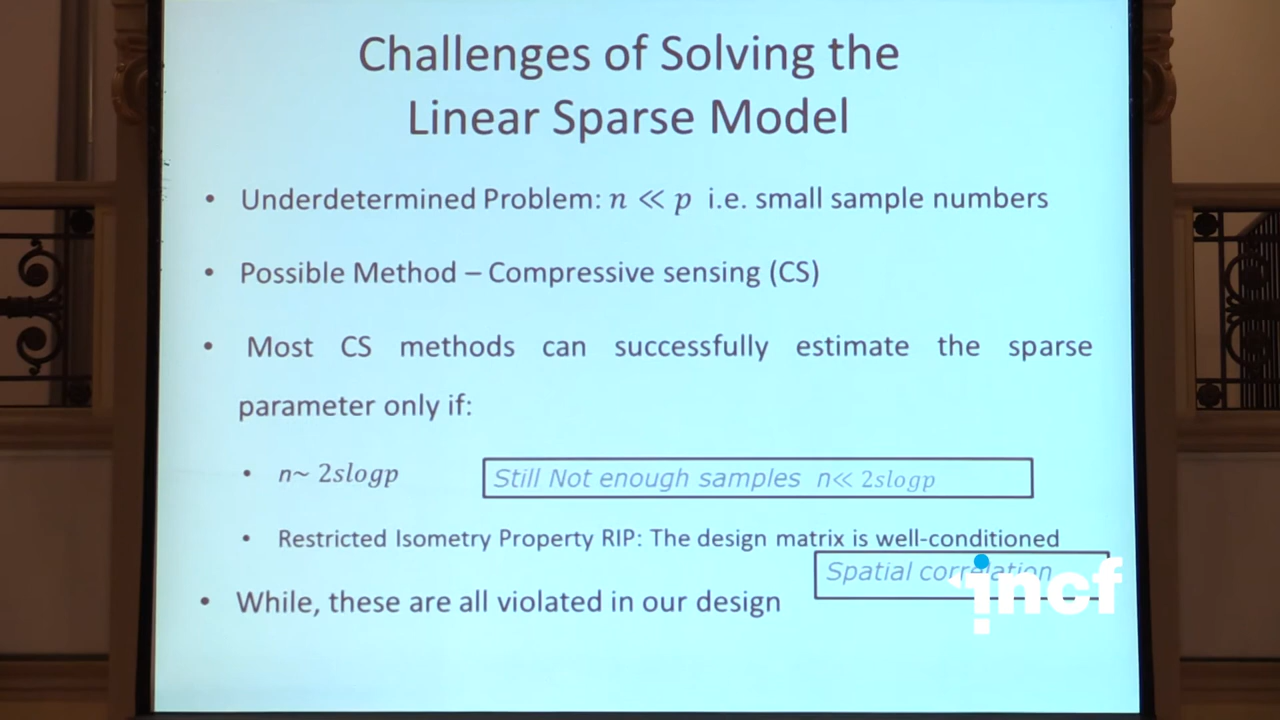 Challenges of Solving the
Linear Sparse Model
• Underdetermined Problem: n ≪ p i.e. small sample numbers
• Possible Method – Compressive sensing (CS)
• Most CS methods can successfully estimate the sparse
parameter only if:
• n~ 2slogp
Still Not enough samples n≪ 2slogp
• Restricted Isometry Property RIP: The design matrix is well-conditioned
Spatial correlation
• While, these are all violated in our design
incf